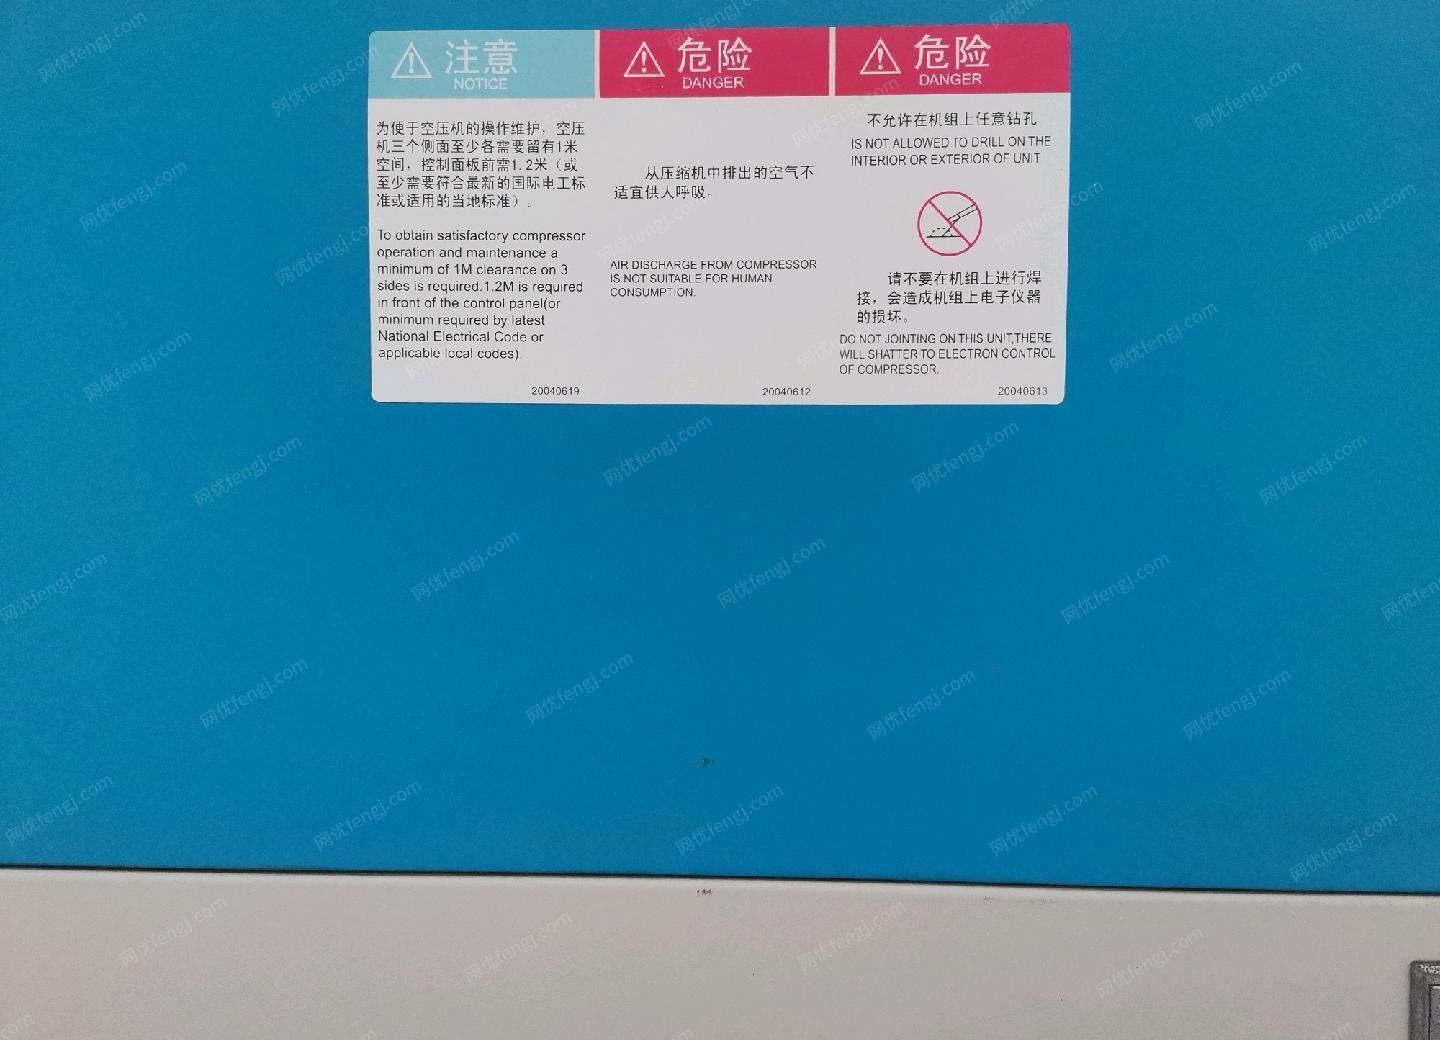 注意
NOTICE
为便于空压机的操作维护，空压
机三个侧面至少各需要留有1米
空间，控制面板前需1.2米（或
至少需要符合最新的国际电工标
准或适用的当地标准）。
To obtain satisfactory compressor
operation and maintenance a
minimum of 1M clearance on 3
sides is required.1.2M is required
in front of the control panel(or
minimum required by latest
National Electrical Code or
applicable local codes).
20040619
危险
DANGER
从压缩机中排出的空气不
适宜供人呼吸。
AIR DISCHARGE FROM COMPRESSOR
IS NOT SUITABLE FOR HUMAN
CONSUMPTION.
20040612
危险
DANGER
不允许在机组上任意钻孔
IS NOT ALLOWED TO DRILL ON THE
INTERIOR OR EXTERIOR OF UNIT
请不要在机组上进行焊
接，会造成机组上电子仪器
的损坏。
DO NOT JOINTING ON THIS UNIT,THERE
WILL SHATTER TO ELECTRON CONTROL
OF COMPRESSOR.
20040613
网优fengj.com